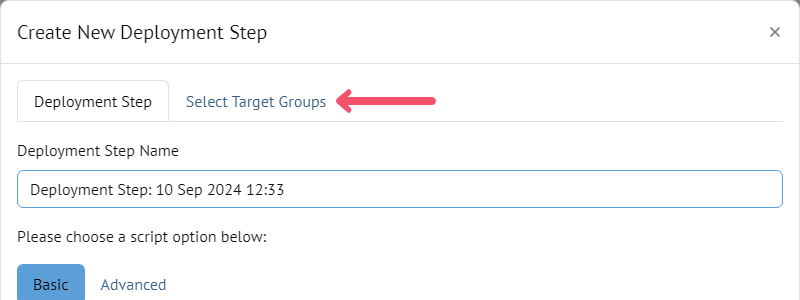 Create New Deployment Step ×
Deployment Step Select Target Groups
Deployment Step Name
Deployment Step: 10 Sep 2024 12:33
Please choose a script option below:
Basic Advanced